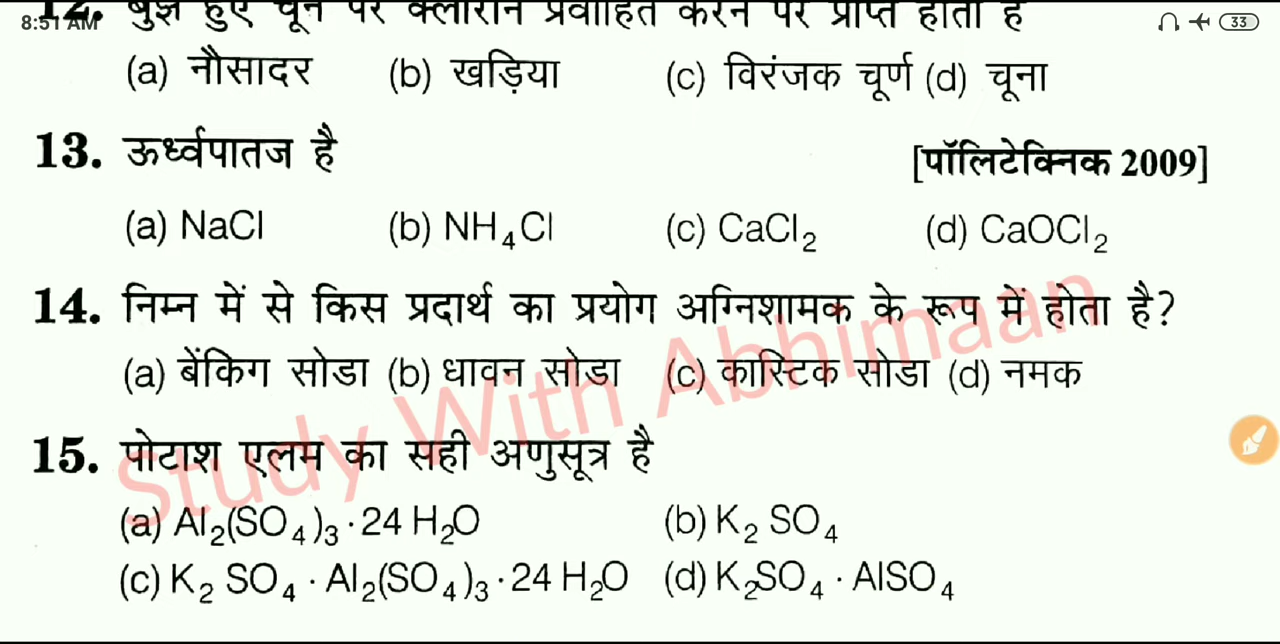 12. बुझे हुए चूने पर क्लोरीन प्रवाहित करने पर प्राप्त होता है
8:51 AM
33
(a) नौसादर (b) खड़िया (c) विरंजक चूर्ण (d) चूना
13. ऊर्ध्वपातज है [पॉलिटेक्निक 2009]
(a) NaCl (b) NH₄Cl (c) CaCl₂ (d) CaOCl₂
14. निम्न में से किस प्रदार्थ का प्रयोग अग्निशामक के रूप में होता है?
(a) बेंकिग सोडा (b) धावन सोडा (c) कास्टिक सोडा (d) नमक
15. पोटाश एलम का सही अणुसूत्र है
(a) Al₂(SO₄)₃·24 H₂O (b) K₂ SO₄
(c) K₂ SO₄ · Al₂(SO₄)₃·24 H₂O (d) K₂SO₄ · AlSO₄
Study With Abhimaan